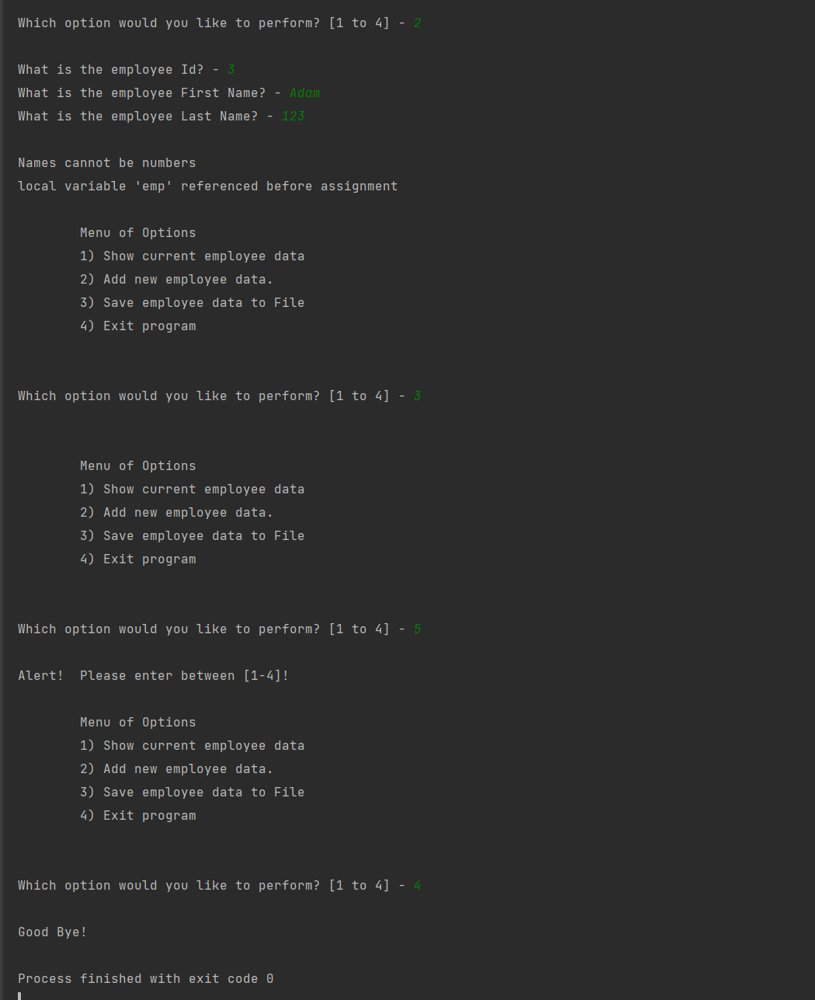 Which option would you like to perform? [1 to 4] - 2
What is the employee Id? - 3
What is the employee First Name? - Adam
What is the employee Last Name? - 123
Names cannot be numbers
local variable 'emp' referenced before assignment
Menu of Options
1) Show current employee data
2) Add new employee data.
3) Save employee data to File
4) Exit program
Which option would you like to perform? [1 to 4] - 3
Menu of Options
1) Show current employee data
2) Add new employee data.
3) Save employee data to File
4) Exit program
Which option would you like to perform? [1 to 4] - 5
Alert!  Please enter between [1-4]!
Menu of Options
1) Show current employee data
2) Add new employee data.
3) Save employee data to File
4) Exit program
Which option would you like to perform? [1 to 4] - 4
Good Bye!
Process finished with exit code 0